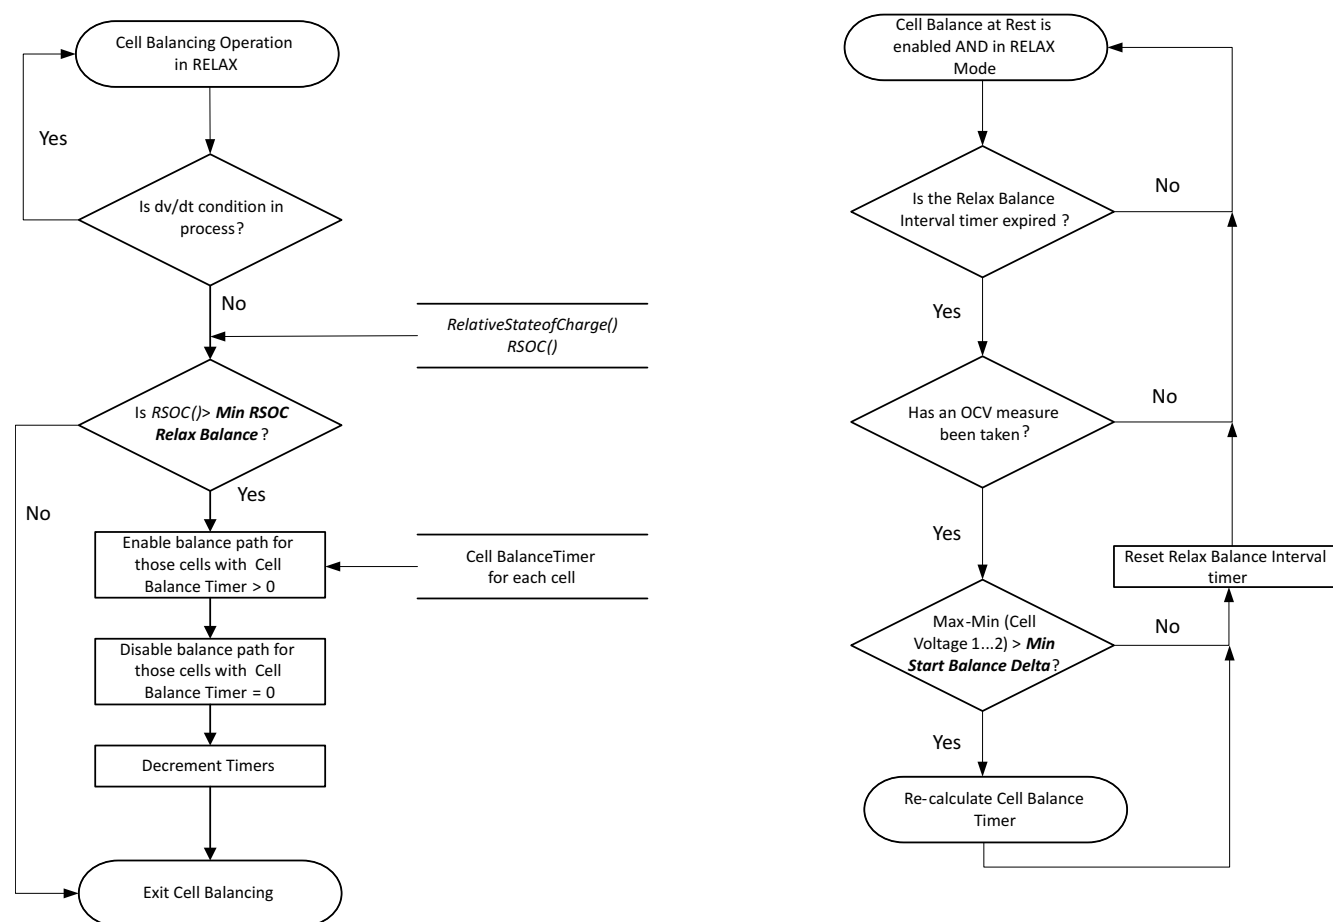 Cell Balancing Operation
in RELAX
Yes
Is dv/dt condition in
process?
No
RelativeStateofCharge()
RSOC()
Is RSOC()> Min RSOC
Relax Balance ?
No
Yes
Enable balance path for
those cells with Cell
Balance Timer > 0
Cell BalanceTimer
for each cell
Disable balance path for
those cells with Cell
Balance Timer = 0
Decrement Timers
Exit Cell Balancing
Cell Balance at Rest is
enabled AND in RELAX
Mode
Is the Relax Balance
Interval timer expired ?
No
Yes
Has an OCV measure
been taken?
No
Yes
Reset Relax Balance Interval
timer
Max-Min (Cell
Voltage 1...2) > Min
Start Balance Delta?
No
Yes
Re-calculate Cell Balance
Timer